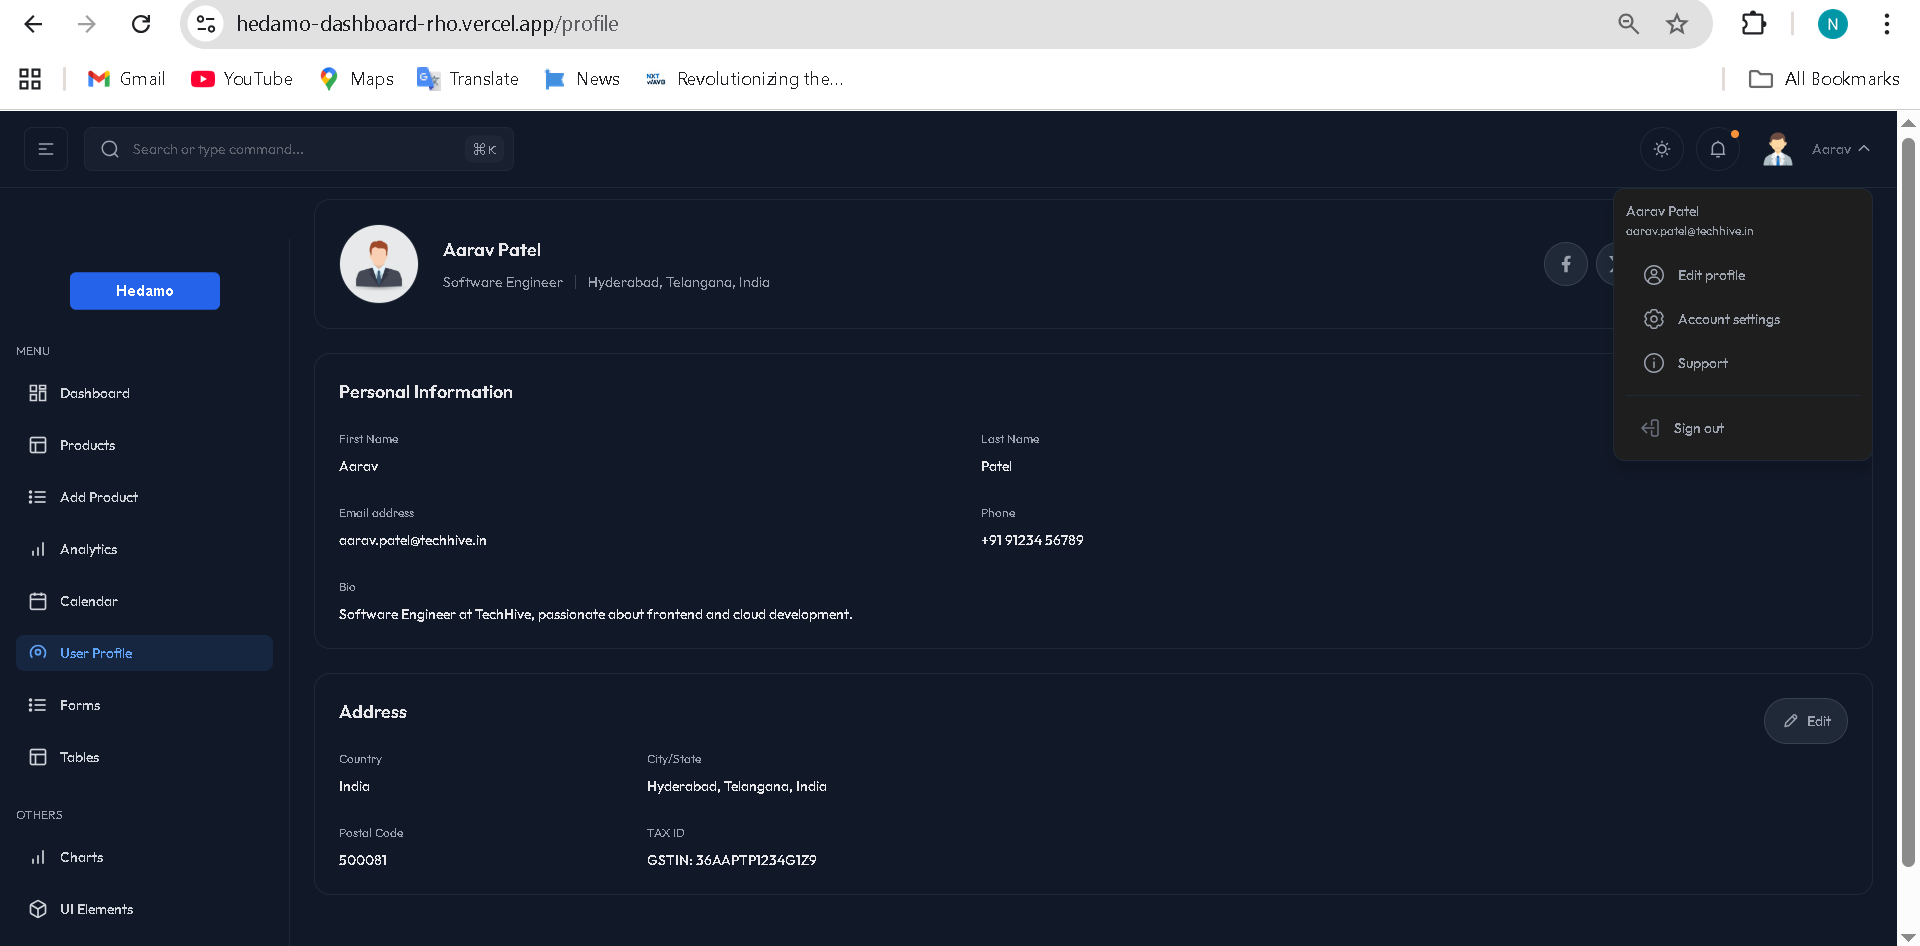 hedamo-dashboard-rho.vercel.app/profile
N
Gmail
YouTube
Maps
Translate
News
Revolutionizing the...
All Bookmarks
Search or type command...
⌘K
Aarav
Aarav Patel
aarav.patel@techhive.in
Edit profile
Account settings
Support
Sign out
Hedamo
MENU
Dashboard
Products
Add Product
Analytics
Calendar
User Profile
Forms
Tables
OTHERS
Charts
UI Elements
Aarav Patel
Software Engineer
Hyderabad, Telangana, India
Personal Information
First Name
Aarav
Last Name
Patel
Email address
aarav.patel@techhive.in
Phone
+91 91234 56789
Bio
Software Engineer at TechHive, passionate about frontend and cloud development.
Address
Edit
Country
India
City/State
Hyderabad, Telangana, India
Postal Code
500081
TAX ID
GSTIN: 36AAPTP1234G1Z9